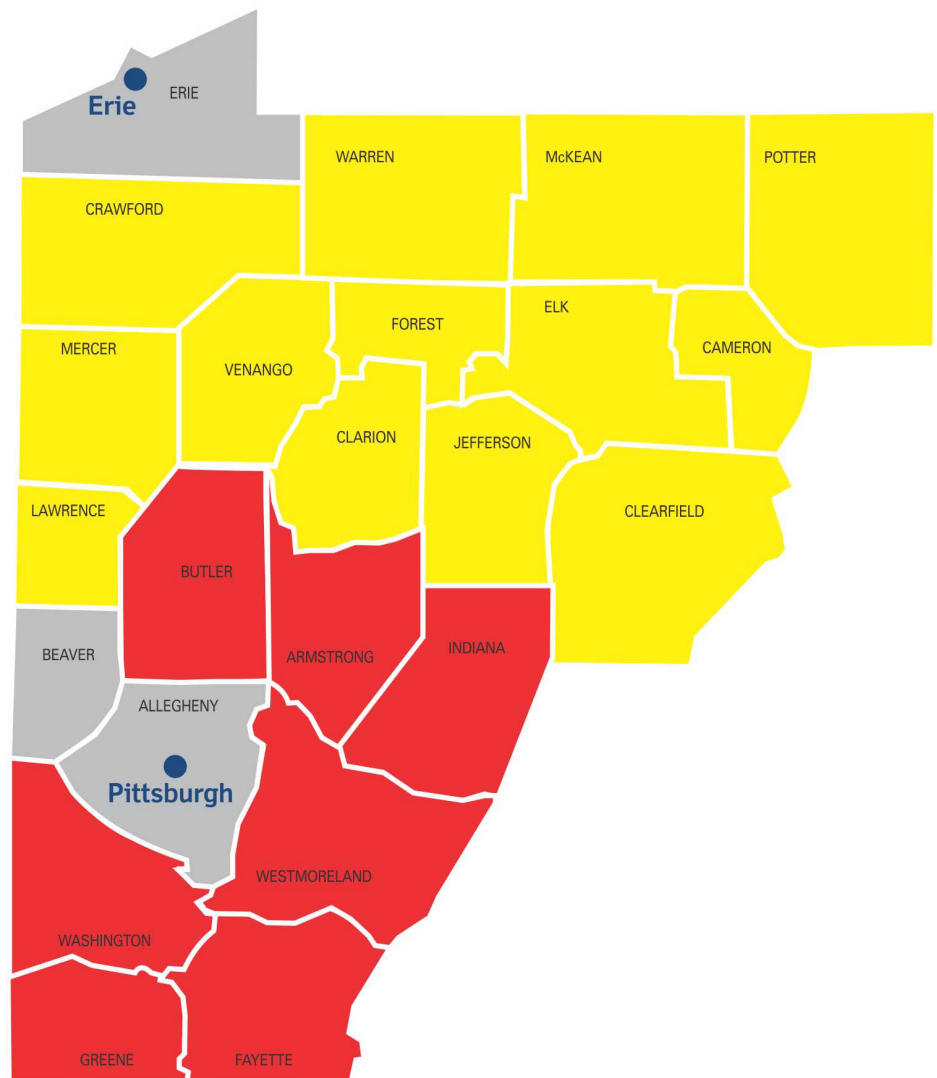 ERIE
Erie
WARREN
McKEAN
POTTER
CRAWFORD
ELK
FOREST
MERCER
CAMERON
VENANGO
CLARION
JEFFERSON
LAWRENCE
CLEARFIELD
BUTLER
INDIANA
BEAVER
ARMSTRONG
ALLEGHENY
Pittsburgh
WESTMORELAND
WASHINGTON
GREENE
FAYETTE